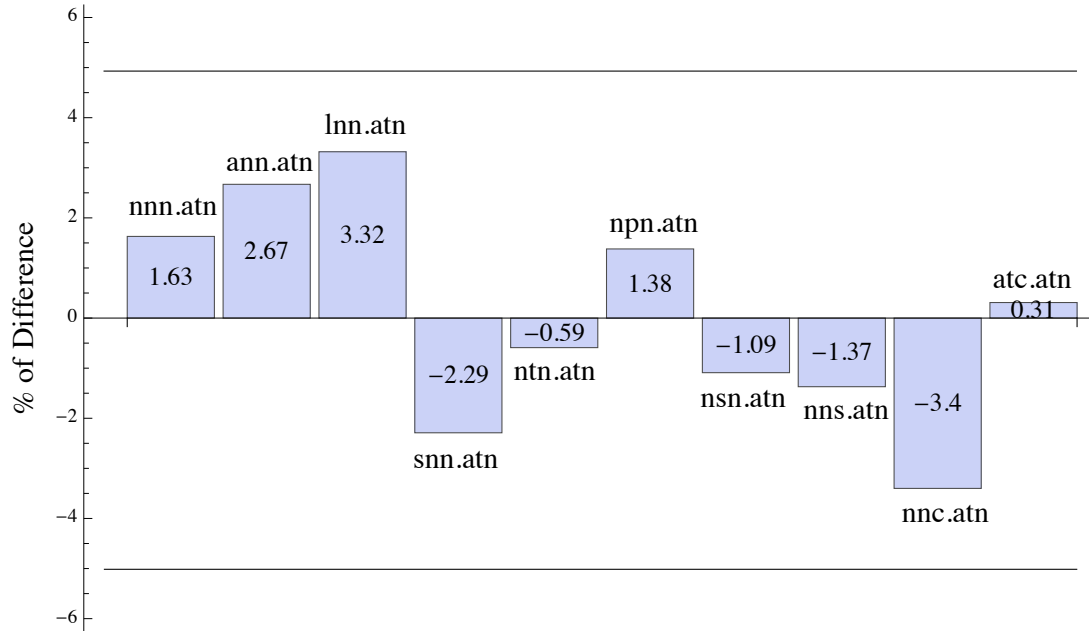 6
4
2
0
−2
−4
−6
% of Difference
nnn.atn
1.63
ann.atn
2.67
lnn.atn
3.32
snn.atn
−2.29
ntn.atn
−0.59
npn.atn
1.38
nsn.atn
−1.09
nns.atn
−1.37
nnc.atn
−3.4
atc.atn
0.31